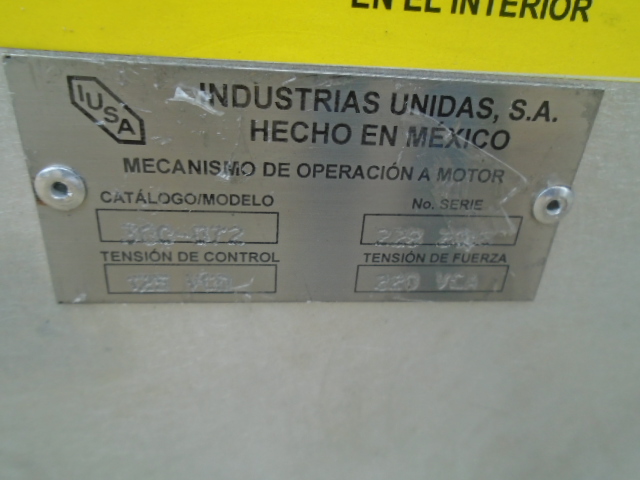 EN EL INTERIOR
IUSA
INDUSTRIAS UNIDAS, S.A.
HECHO EN MÉXICO
MECANISMO DE OPERACIÓN A MOTOR
CATÁLOGO/MODELO
No. SERIE
TENSIÓN DE CONTROL
TENSIÓN DE FUERZA
220 VCA